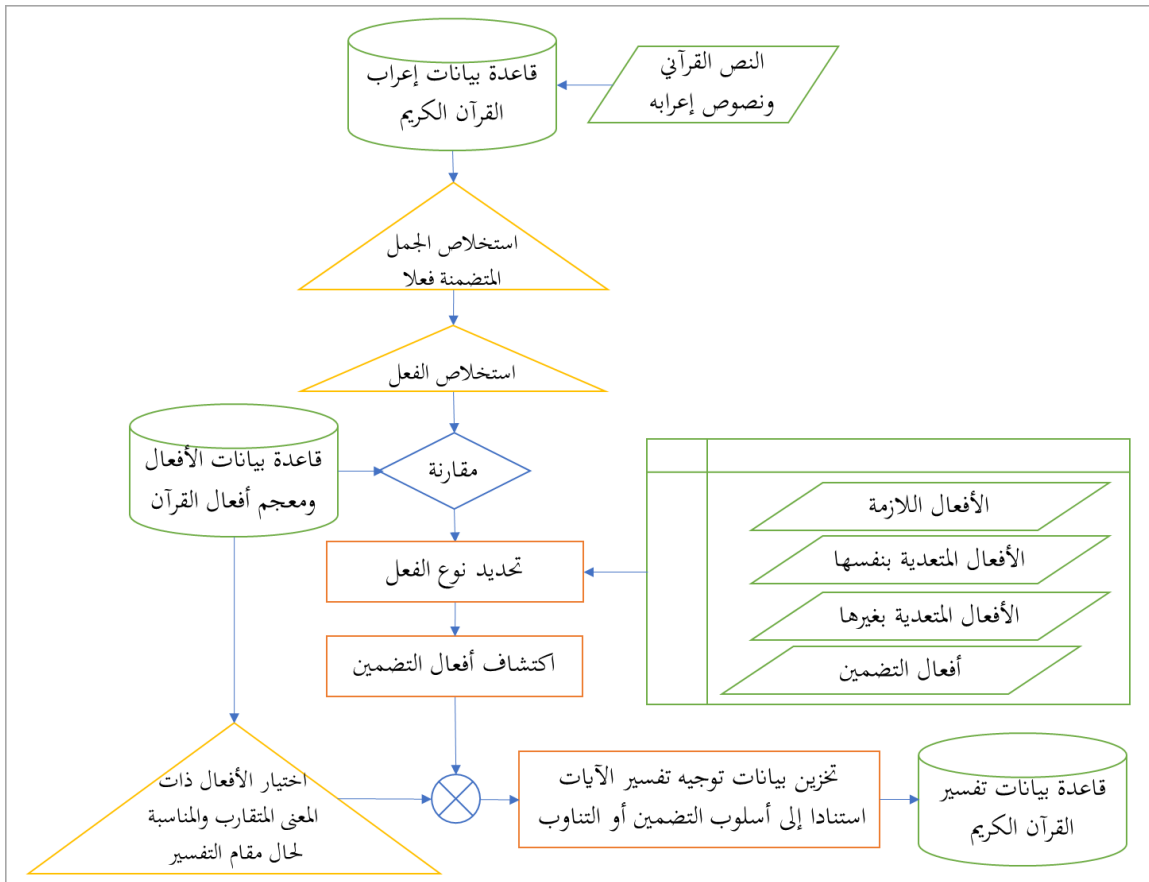 النص القرآني
ونصوص إعرابه
قاعدة بيانات إعراب
القرآن الكريم
استخلاص الجمل
المتضمنة فعلا
استخلاص الفعل
قاعدة بيانات الأفعال
ومعجم أفعال القرآن
مقارنة
الأفعال اللازمة
الأفعال المتعدية بنفسها
الأفعال المتعدية بغيرها
أفعال التضمين
تحديد نوع الفعل
اكتشاف أفعال التضمين
اختيار الأفعال ذات
المعنى المتقارب والمناسبة
لحال مقام التفسير
تخزين بيانات توجيه تفسير الآيات
استنادا إلى أسلوب التضمين أو التناوب
قاعدة بيانات تفسير
القرآن الكريم